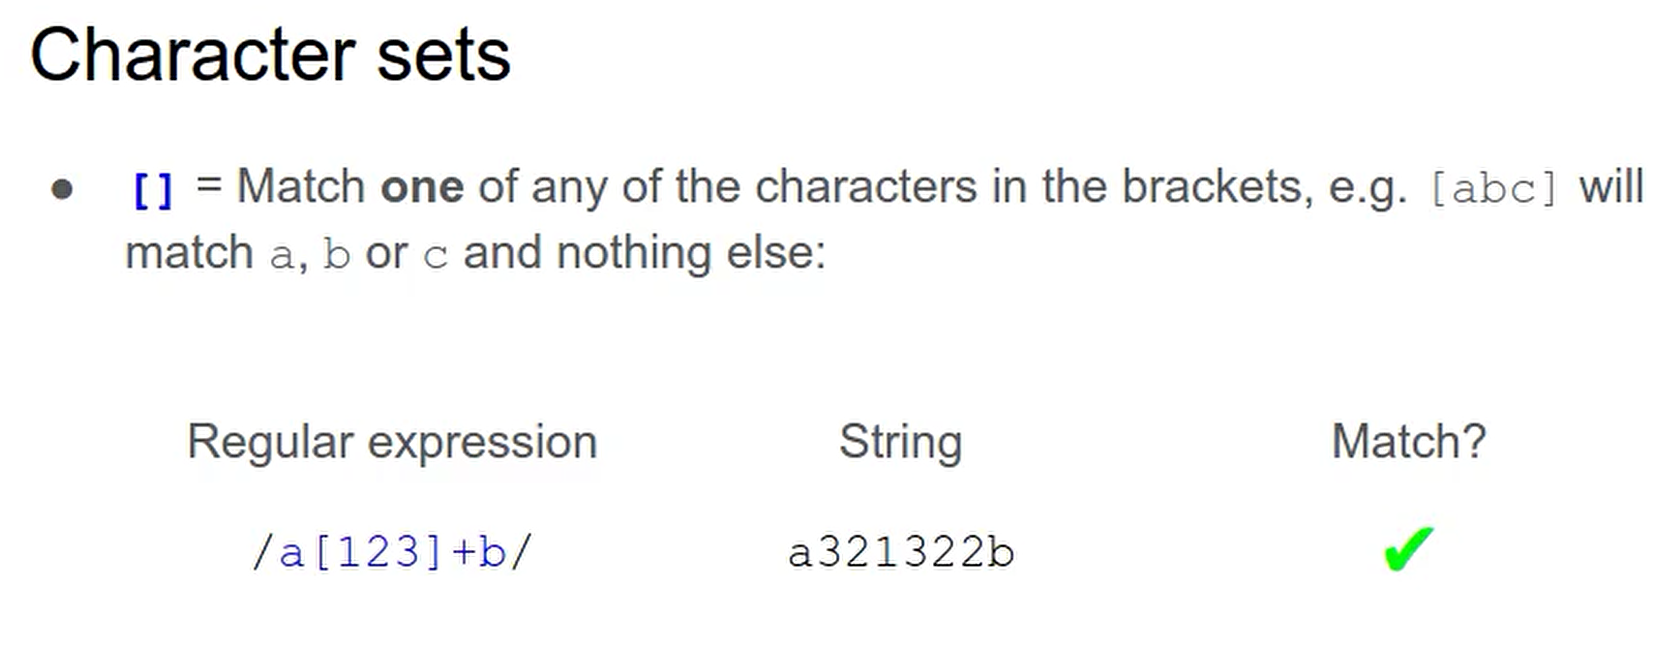 Character sets
● [] = Match one of any of the characters in the brackets, e.g. [abc] will
match a, b or c and nothing else:
Regular expression String Match?
/a[123]+b/ a321322b ✔